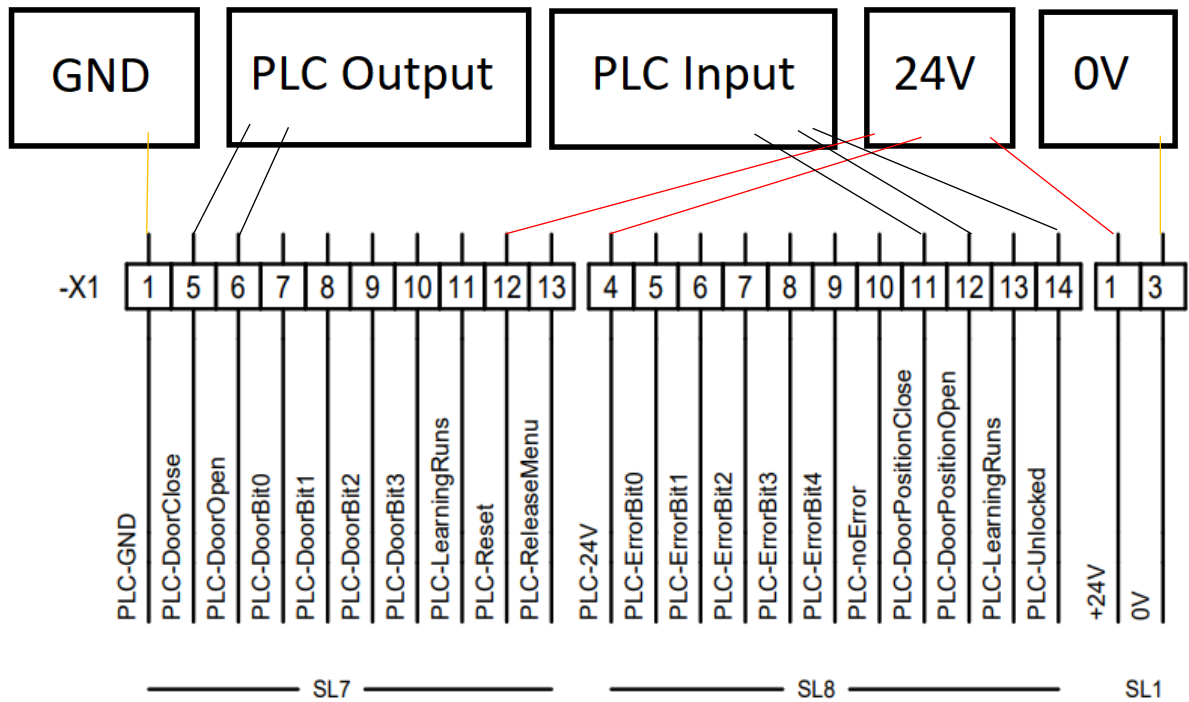 GND
PLC Output
PLC Input
24V
0V
-X1
1
5
6
7
8
9
10
11
12
13
4
5
6
7
8
9
10
11
12
13
14
1
3
PLC-GND
PLC-DoorClose
PLC-DoorOpen
PLC-DoorBit0
PLC-DoorBit1
PLC-DoorBit2
PLC-DoorBit3
PLC-LearningRuns
PLC-Reset
PLC-ReleaseMenu
PLC-24V
PLC-ErrorBit0
PLC-ErrorBit1
PLC-ErrorBit2
PLC-ErrorBit3
PLC-ErrorBit4
PLC-noError
PLC-DoorPositionClose
PLC-DoorPositionOpen
PLC-LearningRuns
PLC-Unlocked
+24V
0V
SL7
SL8
SL1